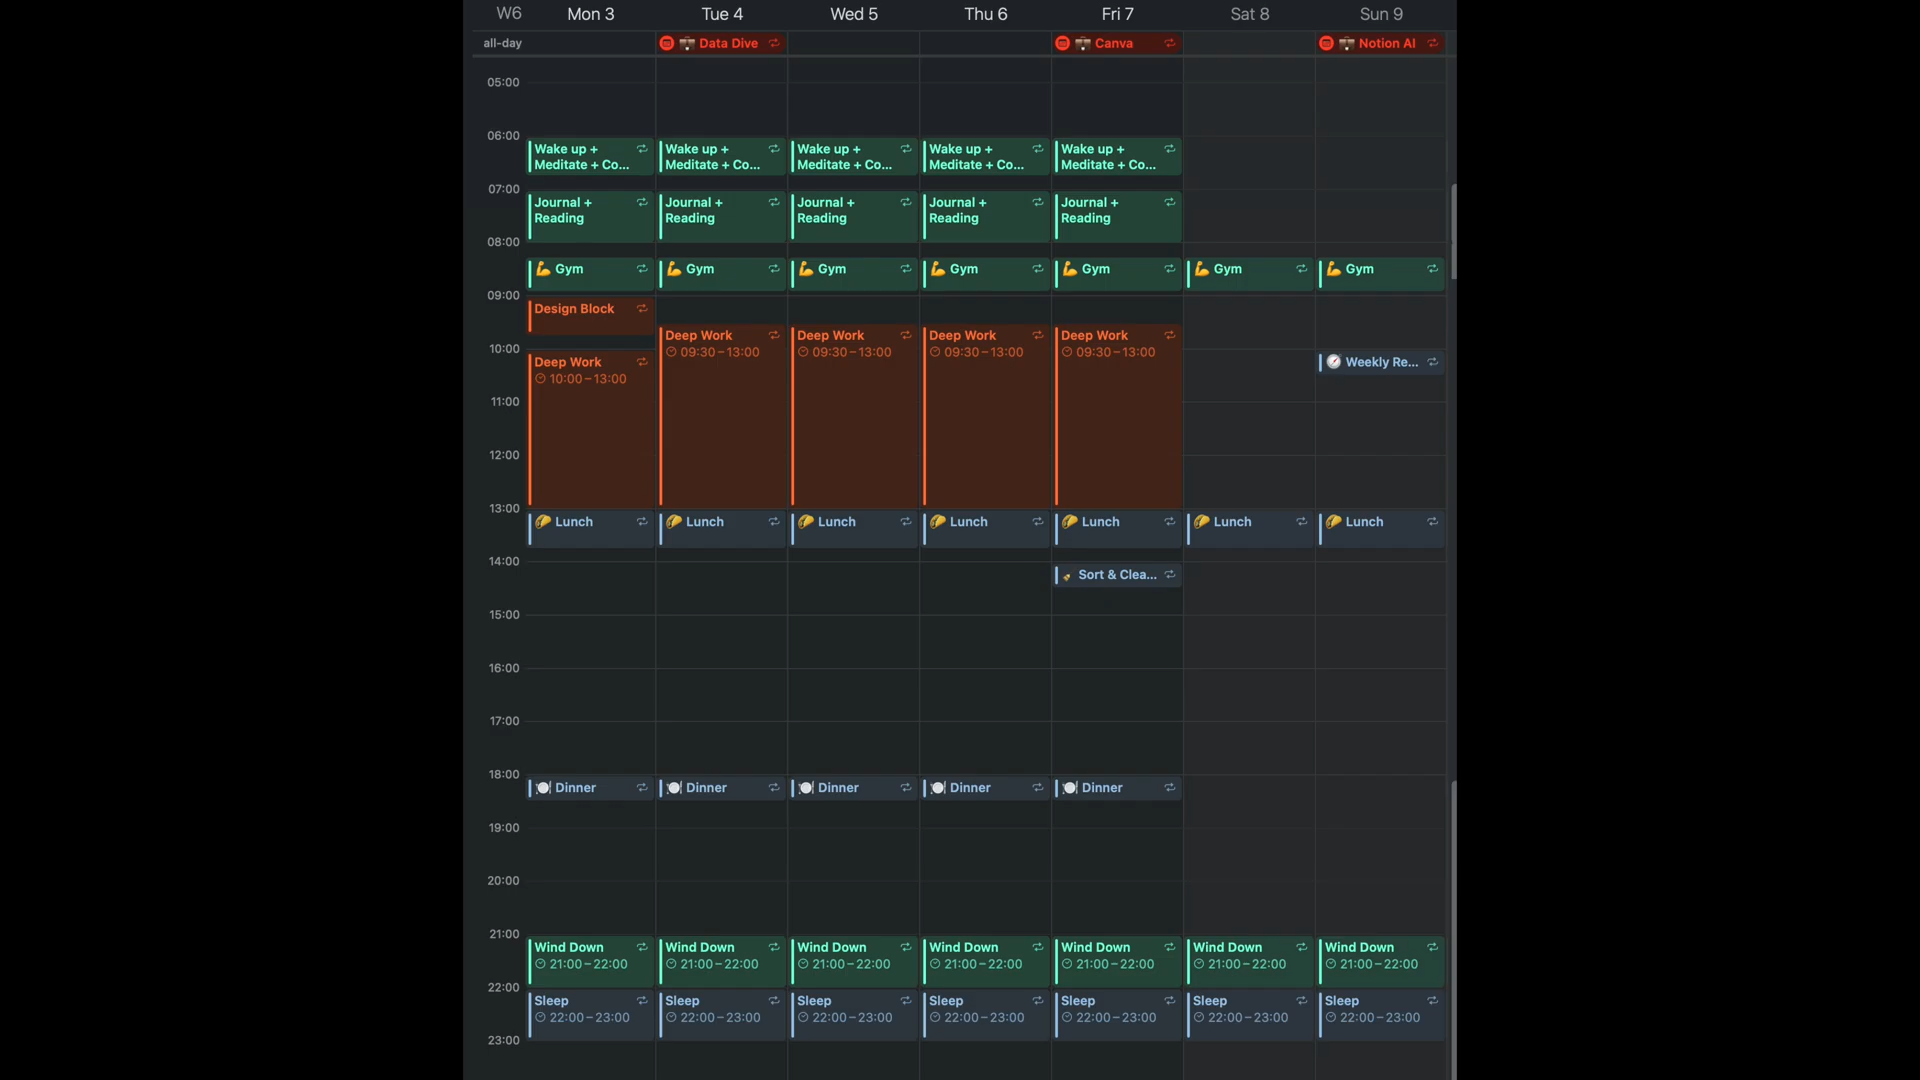 W6 Mon 3 Tue 4 Wed 5 Thu 6 Fri 7 Sat 8 Sun 9
all-day Data Dive Canva Notion AI
05:00
06:00
Wake up + Wake up + Wake up + Wake up + Wake up +
Meditate + Co... Meditate + Co... Meditate + Co... Meditate + Co... Meditate + Co...
07:00
Journal + Journal + Journal + Journal + Journal +
Reading Reading Reading Reading Reading
08:00
Gym Gym Gym Gym Gym Gym Gym
09:00
Design Block
Deep Work Deep Work Deep Work Deep Work
09:30 – 13:00 09:30 – 13:00 09:30 – 13:00 09:30 – 13:00
10:00
Deep Work Weekly Re...
10:00 – 13:00
11:00
12:00
13:00
Lunch Lunch Lunch Lunch Lunch Lunch Lunch
14:00
Sort & Clea...
15:00
16:00
17:00
18:00
Dinner Dinner Dinner Dinner Dinner
19:00
20:00
21:00
Wind Down Wind Down Wind Down Wind Down Wind Down Wind Down Wind Down
21:00 – 22:00 21:00 – 22:00 21:00 – 22:00 21:00 – 22:00 21:00 – 22:00 21:00 – 22:00 21:00 – 22:00
22:00
Sleep Sleep Sleep Sleep Sleep Sleep Sleep
22:00 – 23:00 22:00 – 23:00 22:00 – 23:00 22:00 – 23:00 22:00 – 23:00 22:00 – 23:00 22:00 – 23:00
23:00